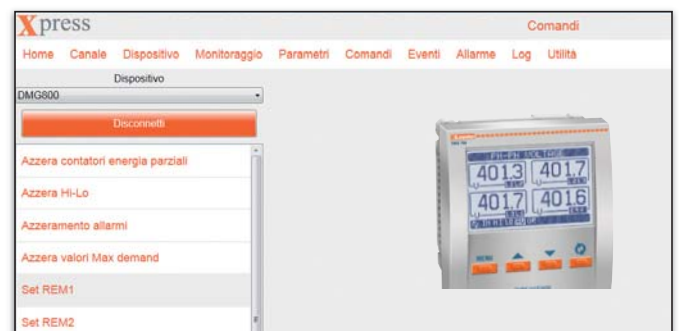 Xpress
Comandi
Home Canale Dispositivo Monitoraggio Parametri Comandi Eventi Allarme Log Utilità
Dispositivo
DMG800
Disconnetti
Azzera contatori energia parziali
Azzera Hi-Lo
Azzeramento allarmi
Azzera valori Max demand
Set REM1
Set REM2
PH-PH VOLTAGE
401.3 401.7
401.7 401.6
MENU